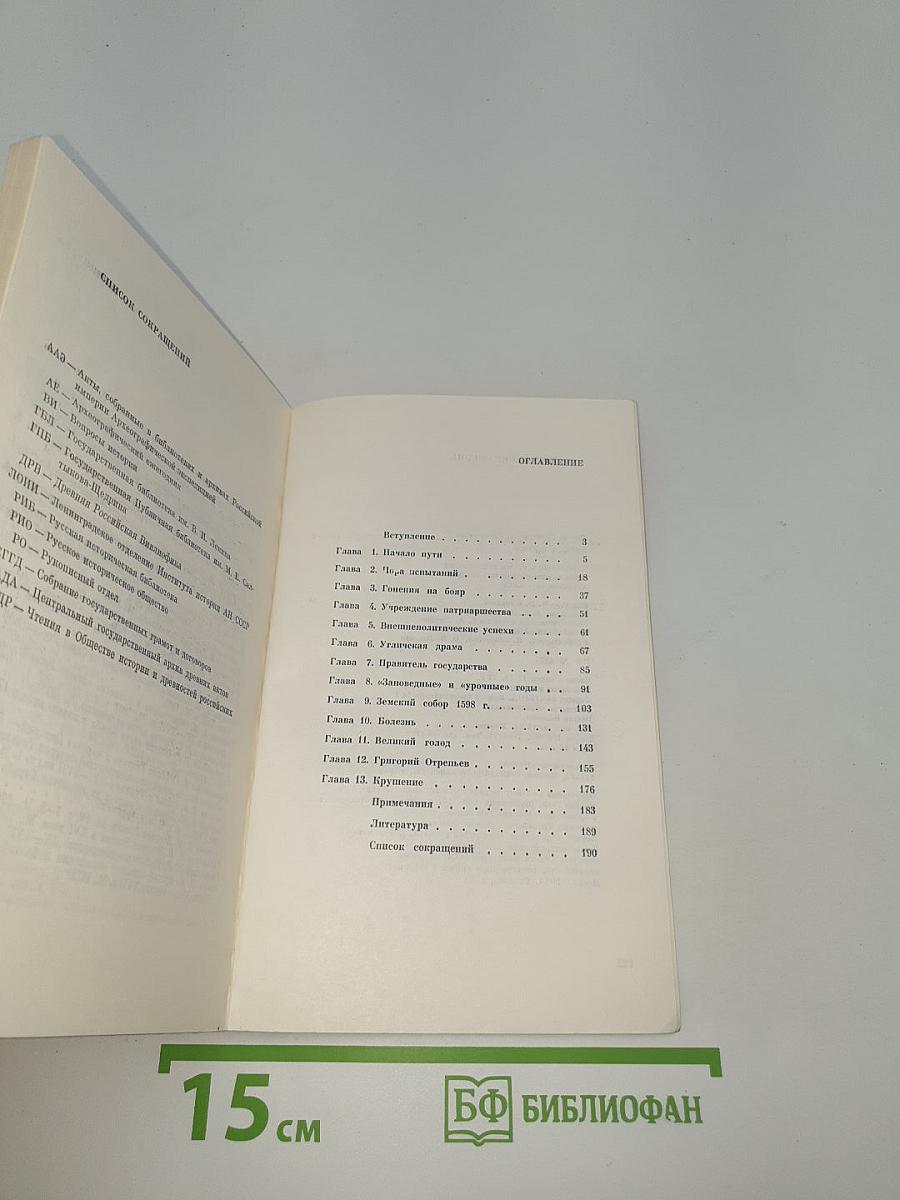 СПИСОК СОКРАЩЕНИЙ
ААЭ — Акты, собранные в библиотеках и архивах Российской
империи Археографической экспедицией
АЕ — Археографический ежегодник
ВИ — Вопросы истории
ГБЛ — Государственная библиотека им. В. И. Ленина
ГПБ — Государственная Публичная библиотека им. М. Е. Сал-
тыкова-Щедрина
ДРВ — Древняя Российская Вивлиофика
ЛОИИ — Ленинградское отделение Института истории АН СССР
РИБ — Русская историческая библиотека
РИО — Русское историческое общество
РО — Рукописный отдел
ГГД — Собрание государственных грамот и договоров
АДА — Центральный государственный архив древних актов
ДР — Чтения в Обществе истории и древностей российских
ОГЛАВЛЕНИЕ
Вступление . . . . . . . . . . . 3
Глава 1. Начало пути . . . . . . . . . . 5
Глава 2. Пора испытаний . . . . . . . . 18
Глава 3. Гонения на бояр . . . . . . . . 37
Глава 4. Учреждение патриаршества . . . . 51
Глава 5. Внешнеполитические успехи . . . . 61
Глава 6. Угличская драма . . . . . . . . 67
Глава 7. Правитель государства . . . . . . 85
Глава 8. «Заповедные» и «урочные» годы . . 91
Глава 9. Земский собор 1598 г. . . . . . . 103
Глава 10. Болезнь . . . . . . . . . . . . 131
Глава 11. Великий голод . . . . . . . . . 143
Глава 12. Григорий Отрепьев . . . . . . . . 155
Глава 13. Крушение . . . . . . . . . . . 176
Примечания . . . . . . . . . . . 183
Литература . . . . . . . . . . . 189
Список сокращений . . . . . . . 190
15 см
БФ БИБЛИОФАН